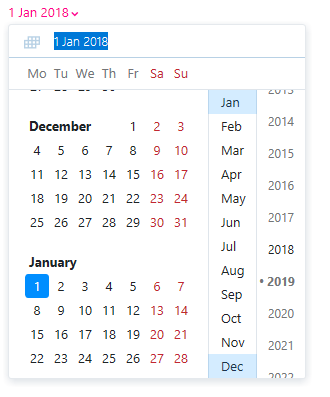 1 Jan 2018
1 Jan 2018
Mo Tu We Th Fr Sa Su
December 1 2 3
4 5 6 7 8 9 10
11 12 13 14 15 16 17
18 19 20 21 22 23 24
25 26 27 28 29 30 31
January
1 2 3 4 5 6 7
8 9 10 11 12 13 14
15 16 17 18 19 20 21
22 23 24 25 26 27 28
Jan
Feb
Mar
Apr
May
Jun
Jul
Aug
Sep
Oct
Nov
Dec
2013
2014
2015
2016
2017
2018
• 2019
2020
2021
2022